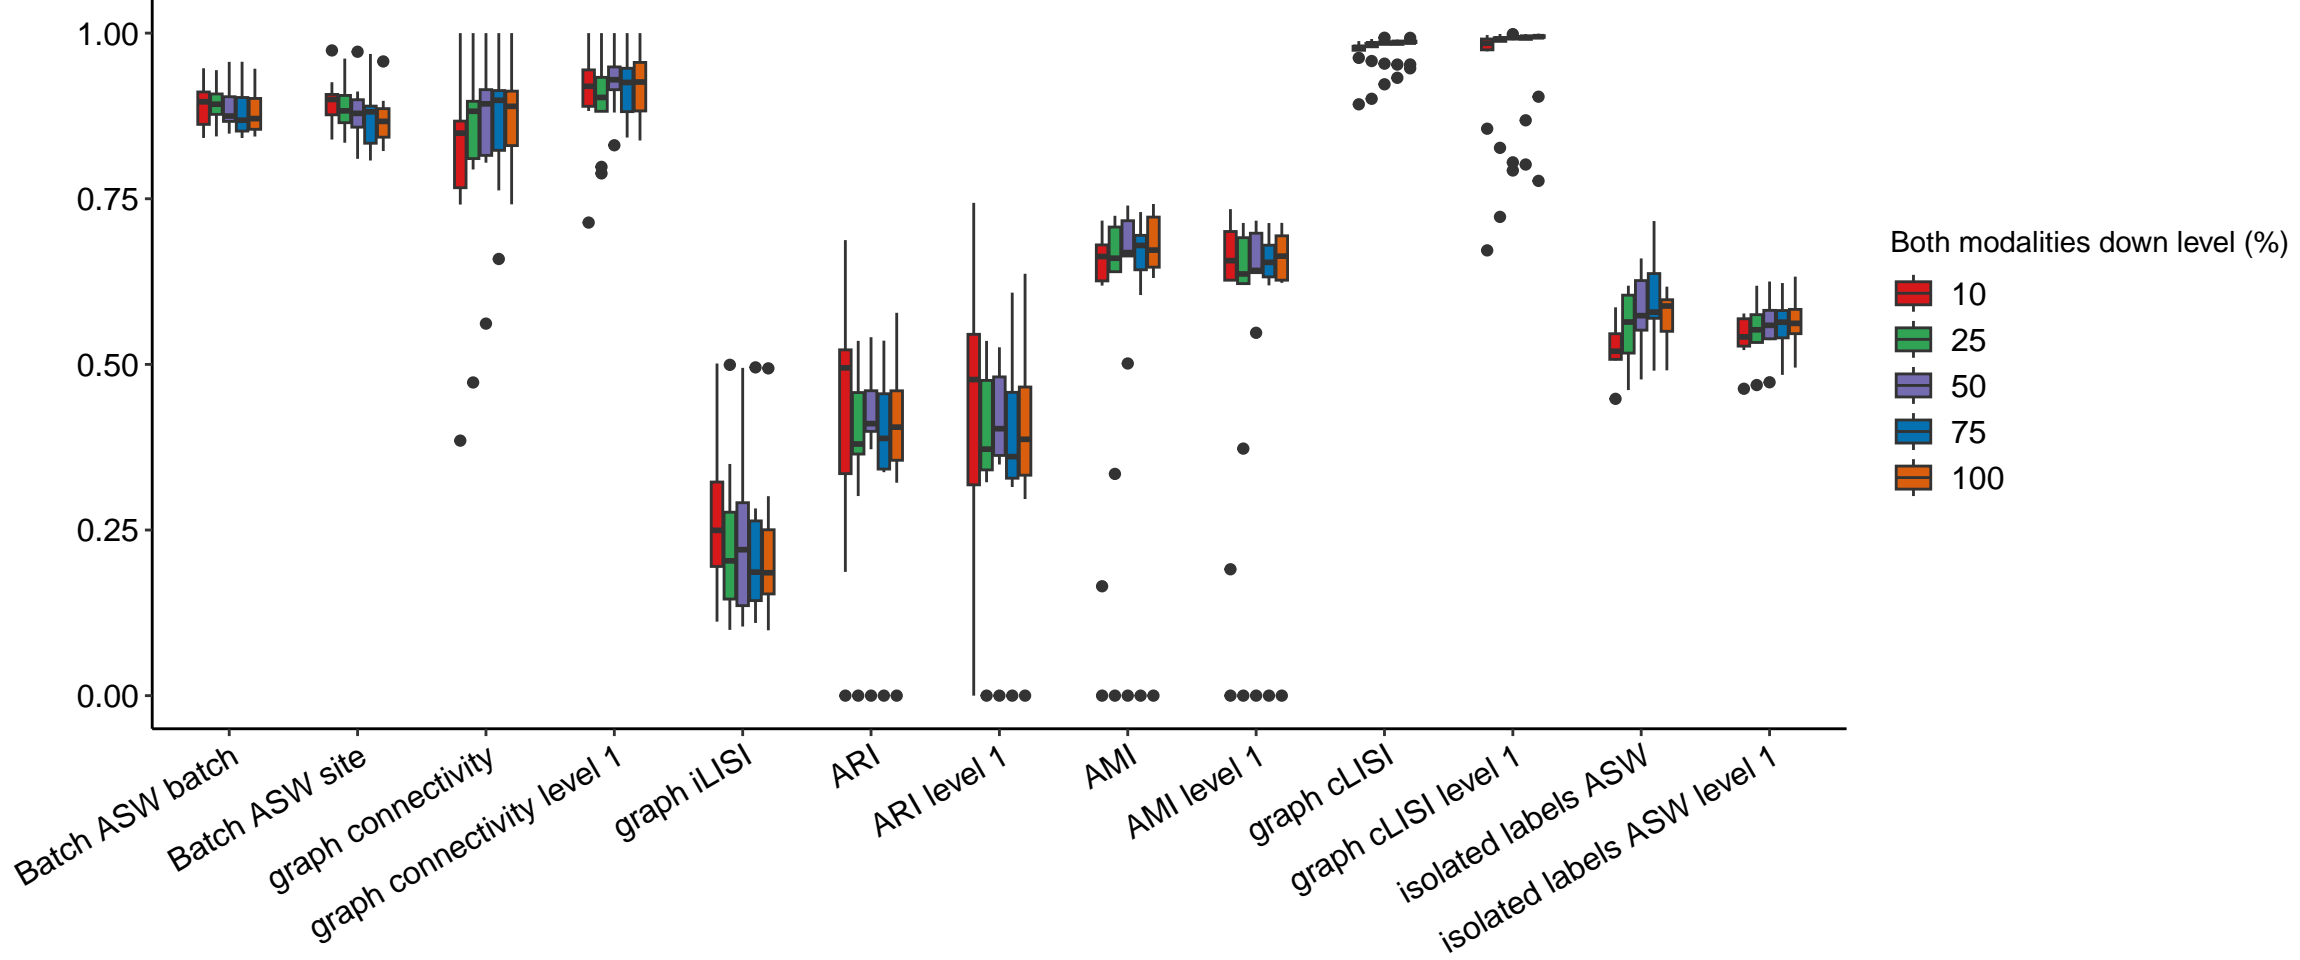 1.00
0.75
0.50
0.25
0.00
Batch ASW batch
Batch ASW site
graph connectivity
graph connectivity level 1
graph iLISI
ARI
ARI level 1
AMI
AMI level 1
graph cLISI
graph cLISI level 1
isolated labels ASW
isolated labels ASW level 1
Both modalities down level (%)
10
25
50
75
100